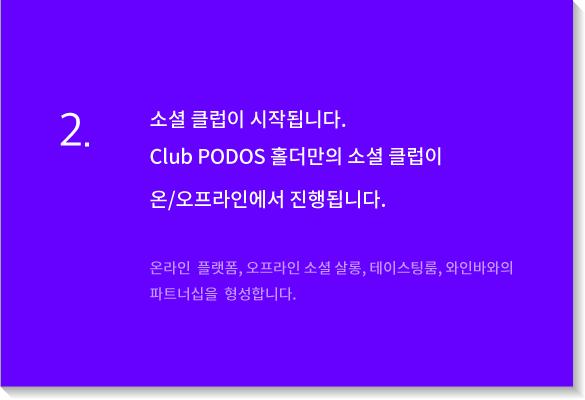 2.
소셜 클럽이 시작됩니다.
Club PODOS 홀더만의 소셜 클럽이
온/오프라인에서 진행됩니다.
온라인 플랫폼, 오프라인 소셜 살롱, 테이스팅룸, 와인바와의
파트너십을 형성합니다.